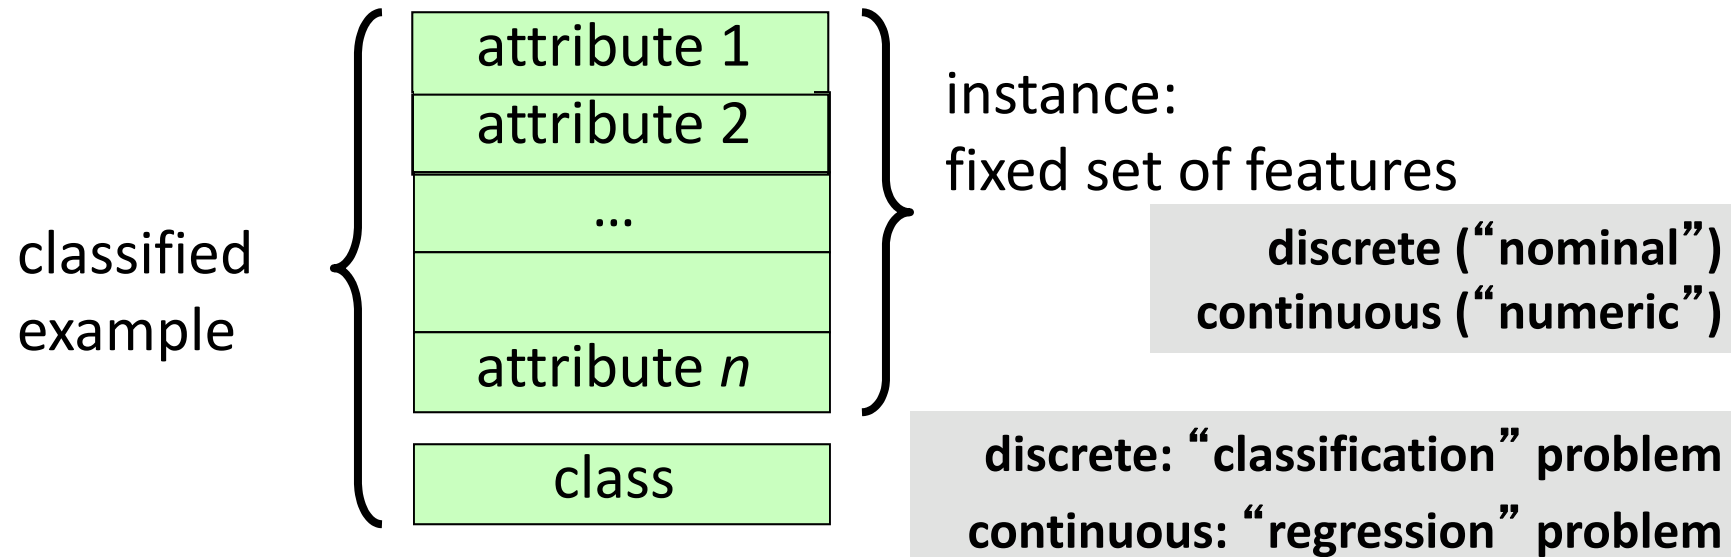 classified
example
attribute 1
attribute 2
...
attribute n
class
instance:
fixed set of features
discrete (“nominal”)
continuous (“numeric”)
discrete: “classification” problem
continuous: “regression” problem